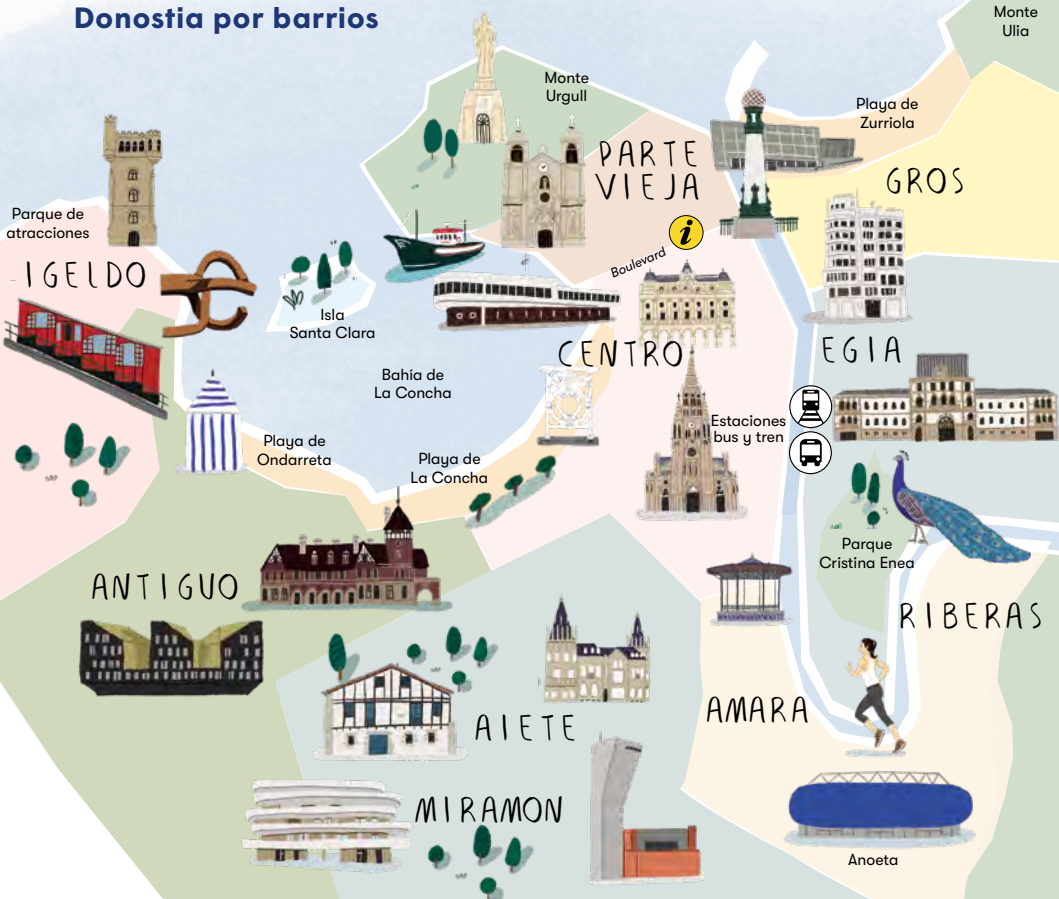 Donostia por barrios
Monte
Ulia
Monte
Urgull
Playa de
Zurriola
PARTE
VIEJA
GROS
Parque de
atracciones
i
IGELDO
Boulevard
Isla
Santa Clara
CENTRO
EGIA
Bahía de
La Concha
Estaciones
bus y tren
Playa de
Ondarreta
Playa de
La Concha
Parque
Cristina Enea
ANTIGUO
RIBERAS
AMARA
AIETE
MIRAMON
Anoeta